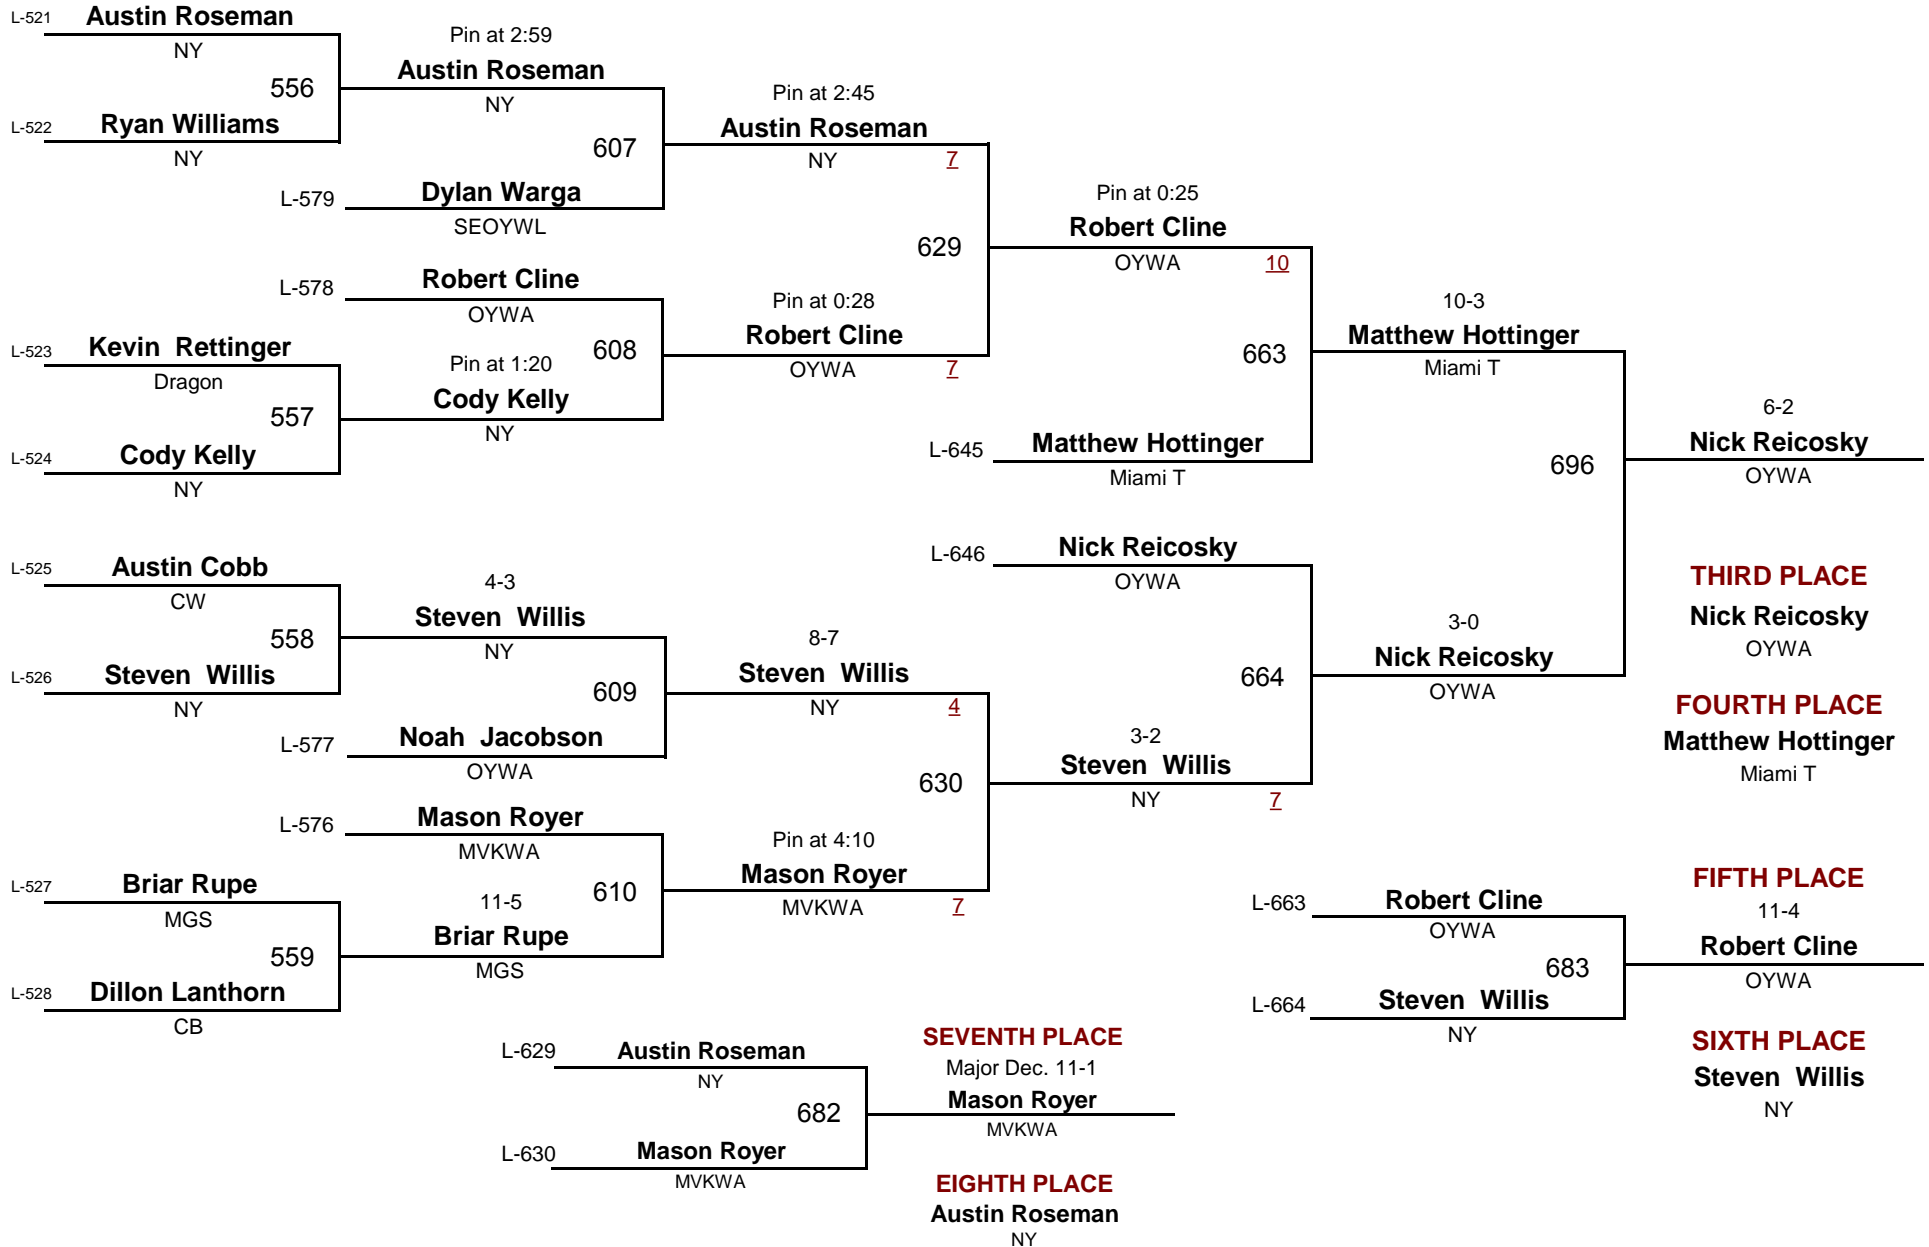 L-521 Austin Roseman
NY
556
L-522 Ryan Williams
NY
Pin at 2:59
Austin Roseman
NY
607
L-579 Dylan Warga
SEOYWL
Pin at 2:45
Austin Roseman
NY 7
629
L-578 Robert Cline
OYWA
608
L-523 Kevin Rettinger
Dragon
557
L-524 Cody Kelly
NY
Pin at 1:20
Cody Kelly
NY
Pin at 0:28
Robert Cline
OYWA 7
Pin at 0:25
Robert Cline
OYWA 10
663
L-645 Matthew Hottinger
Miami T
10-3
Matthew Hottinger
Miami T
696
6-2
Nick Reicosky
OYWA
L-525 Austin Cobb
CW
558
L-526 Steven Willis
NY
4-3
Steven Willis
NY
609
L-577 Noah Jacobson
OYWA
8-7
Steven Willis
NY 4
630
L-576 Mason Royer
MVKWA
610
L-527 Briar Rupe
MGS
559
L-528 Dillon Lanthorn
CB
11-5
Briar Rupe
MGS
Pin at 4:10
Mason Royer
MVKWA 7
L-646 Nick Reicosky
OYWA
664
3-2
Steven Willis
NY 7
3-0
Nick Reicosky
OYWA
THIRD PLACE
Nick Reicosky
OYWA
FOURTH PLACE
Matthew Hottinger
Miami T
L-663 Robert Cline
OYWA
683
L-664 Steven Willis
NY
FIFTH PLACE
11-4
Robert Cline
OYWA
SIXTH PLACE
Steven Willis
NY
L-629 Austin Roseman
NY
682
L-630 Mason Royer
MVKWA
SEVENTH PLACE
Major Dec. 11-1
Mason Royer
MVKWA
EIGHTH PLACE
Austin Roseman
NY